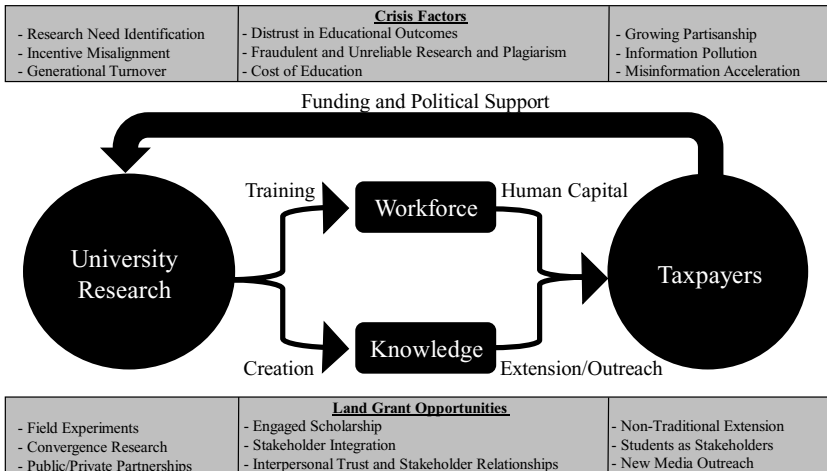 Crisis Factors
- Research Need Identification
- Incentive Misalignment
- Generational Turnover
- Distrust in Educational Outcomes
- Fraudulent and Unreliable Research and Plagiarism
- Cost of Education
- Growing Partisanship
- Information Pollution
- Misinformation Acceleration
Funding and Political Support
Training
Workforce
Human Capital
University
Research
Taxpayers
Creation
Knowledge
Extension/Outreach
Land Grant Opportunities
- Field Experiments
- Convergence Research
- Public/Private Partnerships
- Engaged Scholarship
- Stakeholder Integration
- Interpersonal Trust and Stakeholder Relationships
- Non-Traditional Extension
- Students as Stakeholders
- New Media Outreach